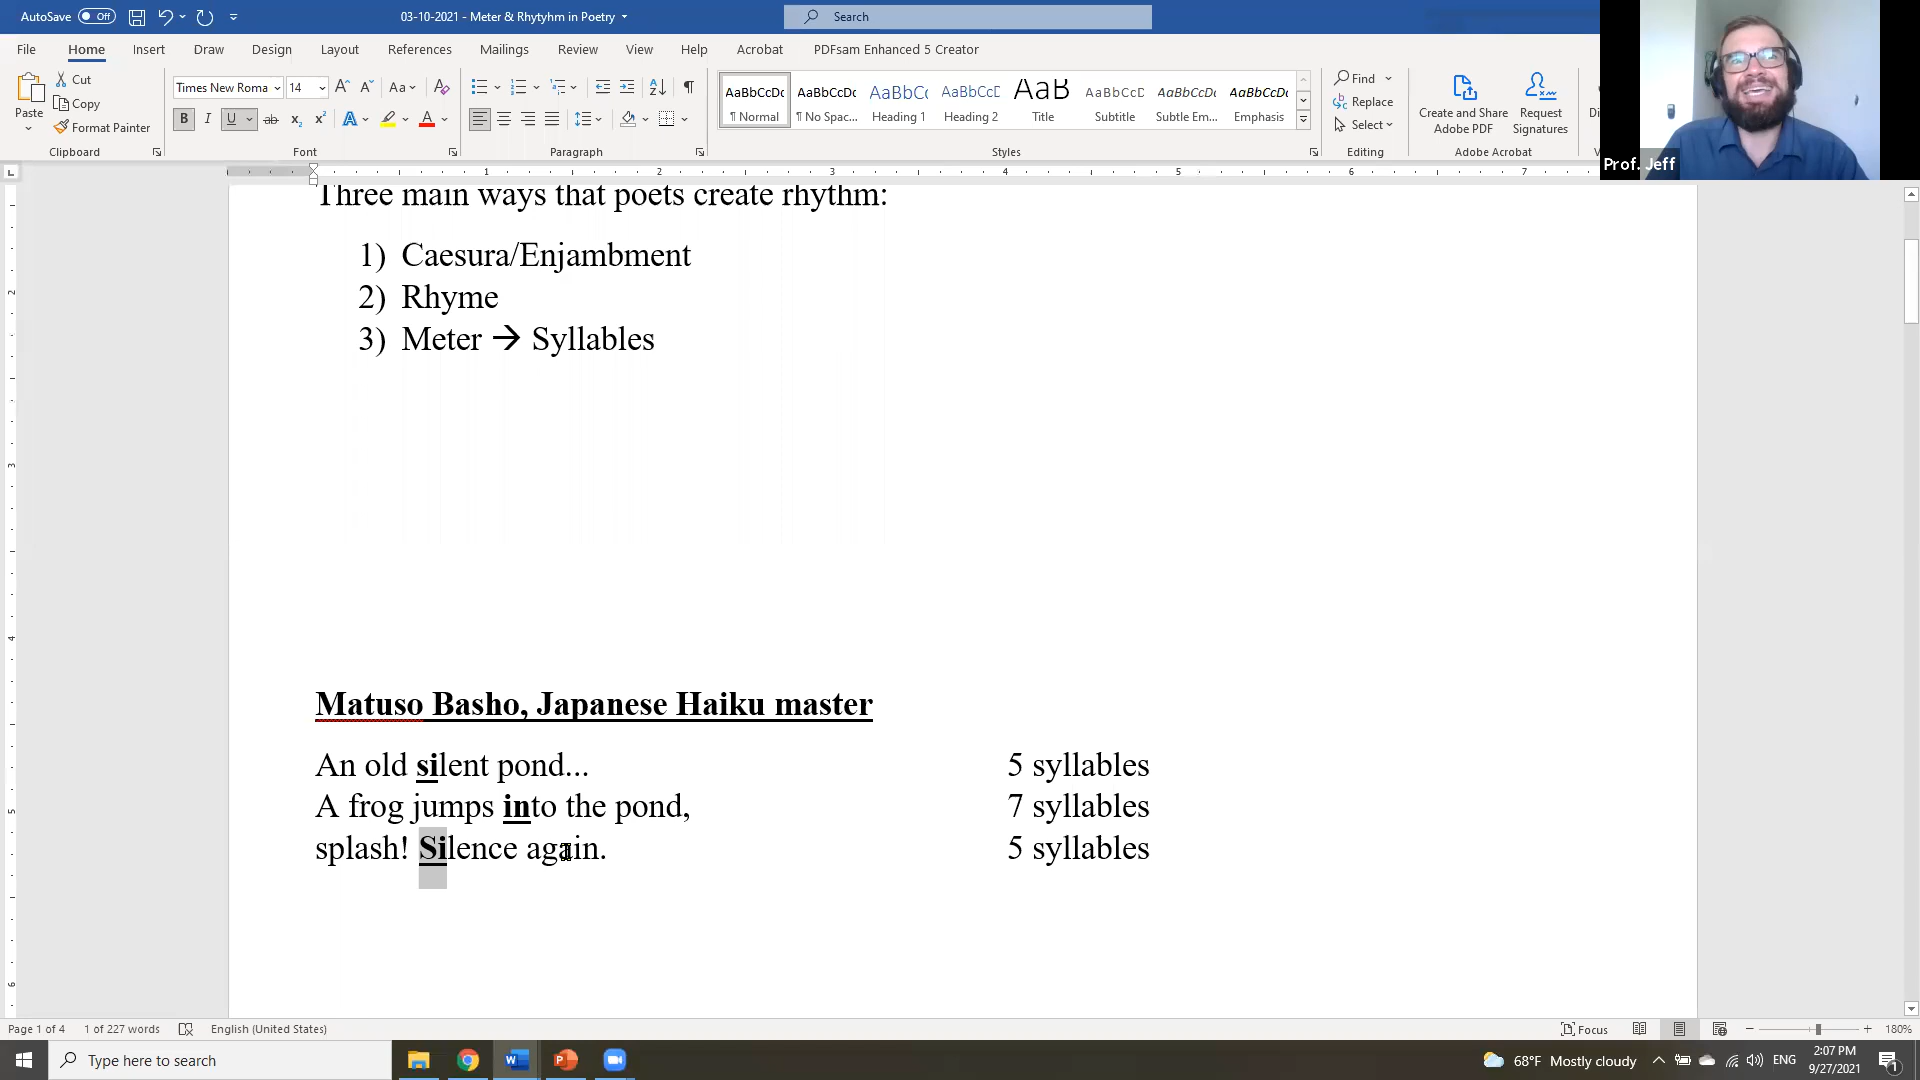 AutoSave Off 03-10-2021 - Meter & Rhytyhm in Poetry Search
File Home Insert Draw Design Layout References Mailings Review View Help Acrobat PDFsam Enhanced 5 Creator
Paste Cut Copy Format Painter
Times New Roma 14
AaBbCcDc AaBbCcDc AaBbCc AaBbCcD AaB AaBbCcD AaBbCcDc AaBbCcDc
¶ Normal ¶ No Spac... Heading 1 Heading 2 Title Subtitle Subtle Em... Emphasis
Find Replace Select
Create and Share Adobe PDF Request Signatures
Clipboard Font Paragraph Styles Editing Adobe Acrobat
Prof. Jeff
Three main ways that poets create rhythm:
1) Caesura/Enjambment
2) Rhyme
3) Meter → Syllables
Matuso Basho, Japanese Haiku master
An old silent pond... 5 syllables
A frog jumps into the pond, 7 syllables
splash! Silence again. 5 syllables
Page 1 of 4 1 of 227 words English (United States) Focus 180%
Type here to search 68°F Mostly cloudy ENG 2:07 PM
9/27/2021